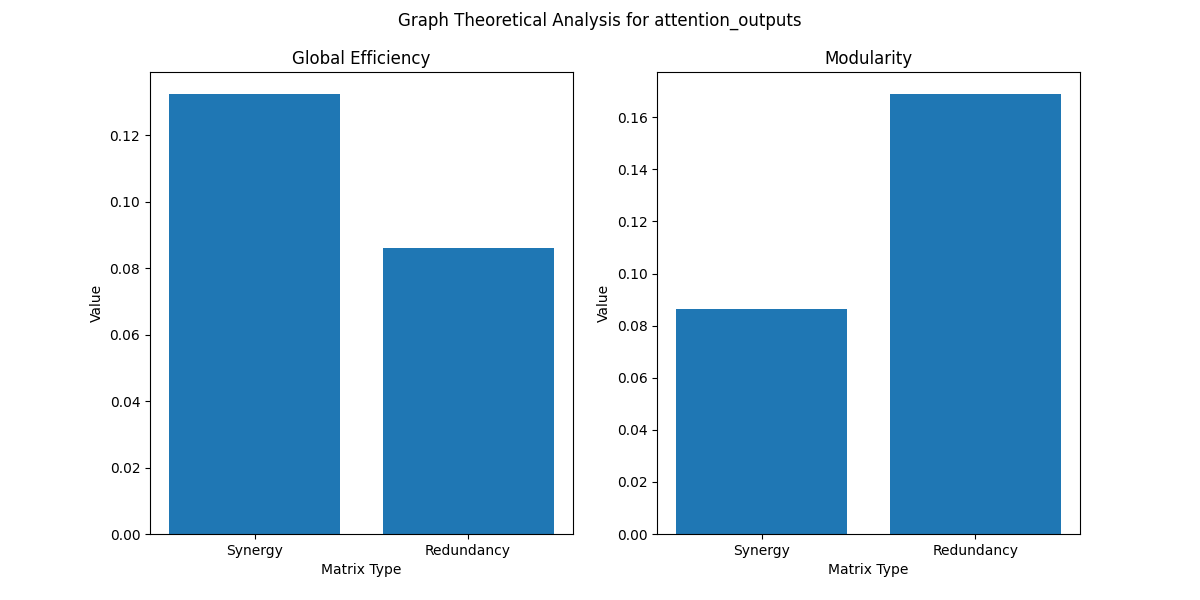 Graph Theoretical Analysis for attention_outputs
Global Efficiency
0.12
0.10
0.08
0.06
0.04
0.02
0.00
Value
Synergy Redundancy
Matrix Type
Modularity
0.16
0.14
0.12
0.10
0.08
0.06
0.04
0.02
0.00
Value
Synergy Redundancy
Matrix Type